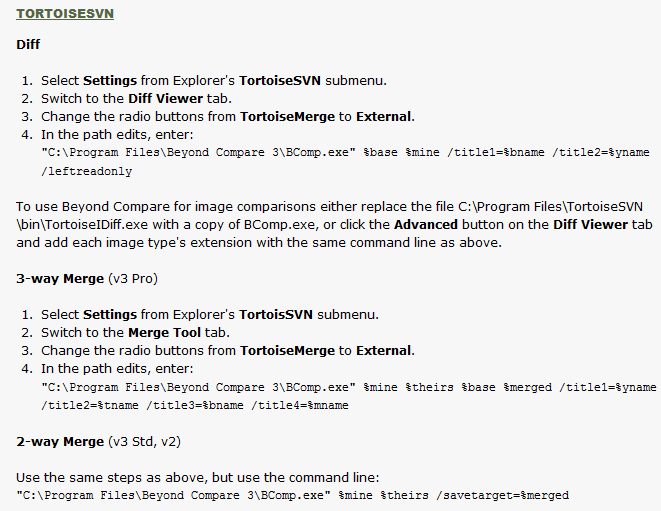 TORTOISESVN
Diff
1. Select Settings from Explorer's TortoiseSVN submenu.
2. Switch to the Diff Viewer tab.
3. Change the radio buttons from TortoiseMerge to External.
4. In the path edits, enter:
"C:\Program Files\Beyond Compare 3\BComp.exe" %base %mine /title1=%bname /title2=%yname
/leftreadonly
To use Beyond Compare for image comparisons either replace the file C:\Program Files\TortoiseSVN
\bin\TortoiseIDiff.exe with a copy of BComp.exe, or click the Advanced button on the Diff Viewer tab
and add each image type's extension with the same command line as above.
3-way Merge (v3 Pro)
1. Select Settings from Explorer's TortoisSVN submenu.
2. Switch to the Merge Tool tab.
3. Change the radio buttons from TortoiseMerge to External.
4. In the path edits, enter:
"C:\Program Files\Beyond Compare 3\BComp.exe" %mine %theirs %base %merged /title1=%yname
/title2=%tname /title3=%bname /title4=%mname
2-way Merge (v3 Std, v2)
Use the same steps as above, but use the command line:
"C:\Program Files\Beyond Compare 3\BComp.exe" %mine %theirs /savetarget=%merged